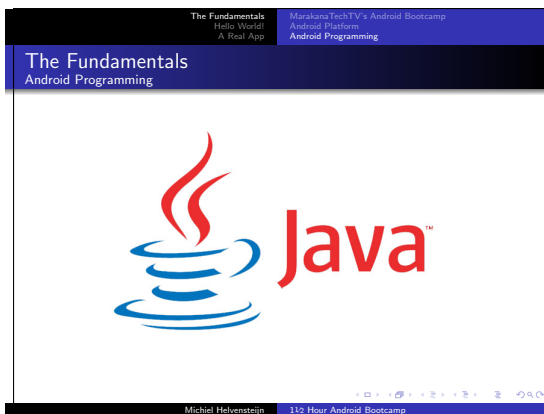 The Fundamentals
Hello World!
A Real App
MarakanaTechTV's Android Bootcamp
Android Platform
Android Programming
The Fundamentals
Android Programming
Java™
Michiel Helvensteijn
1½ Hour Android Bootcamp